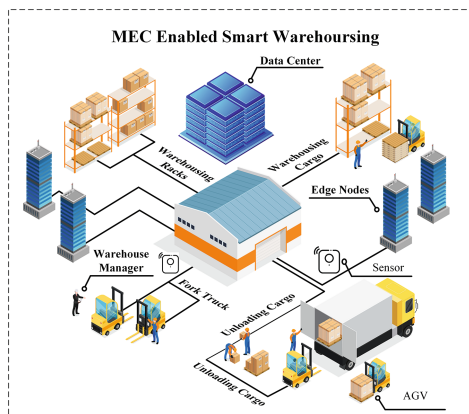 MEC Enabled Smart Warehoursing
Data Center
Warehousing
Racks
Warehousing
Cargo
Edge Nodes
Warehouse
Manager
Fork Truck
Sensor
Unloading Cargo
Unloading Cargo
AGV